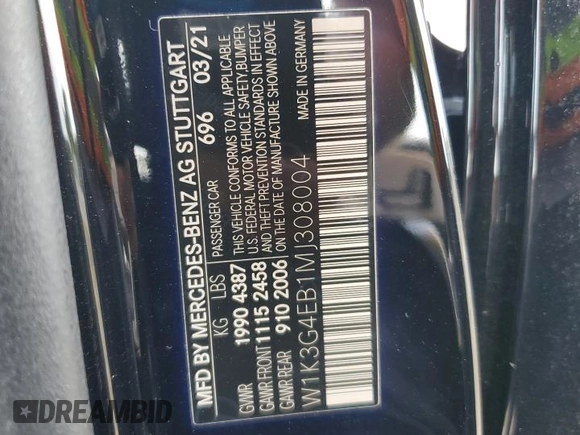 MFD BY MERCEDES-BENZ AG STUTTGART
PASSENGER CAR 696 03/21
KG LBS
GVWR 1990 4387
GAWR FRONT 1115 2458
GAWR REAR 910 2006
THIS VEHICLE CONFORMS TO ALL APPLICABLE
U.S. FEDERAL MOTOR VEHICLE SAFETY, BUMPER
AND THEFT PREVENTION STANDARDS IN EFFECT
ON THE DATE OF MANUFACTURE SHOWN ABOVE
MADE IN GERMANY
W1K3G4EB1MJ308004
DREAMBID